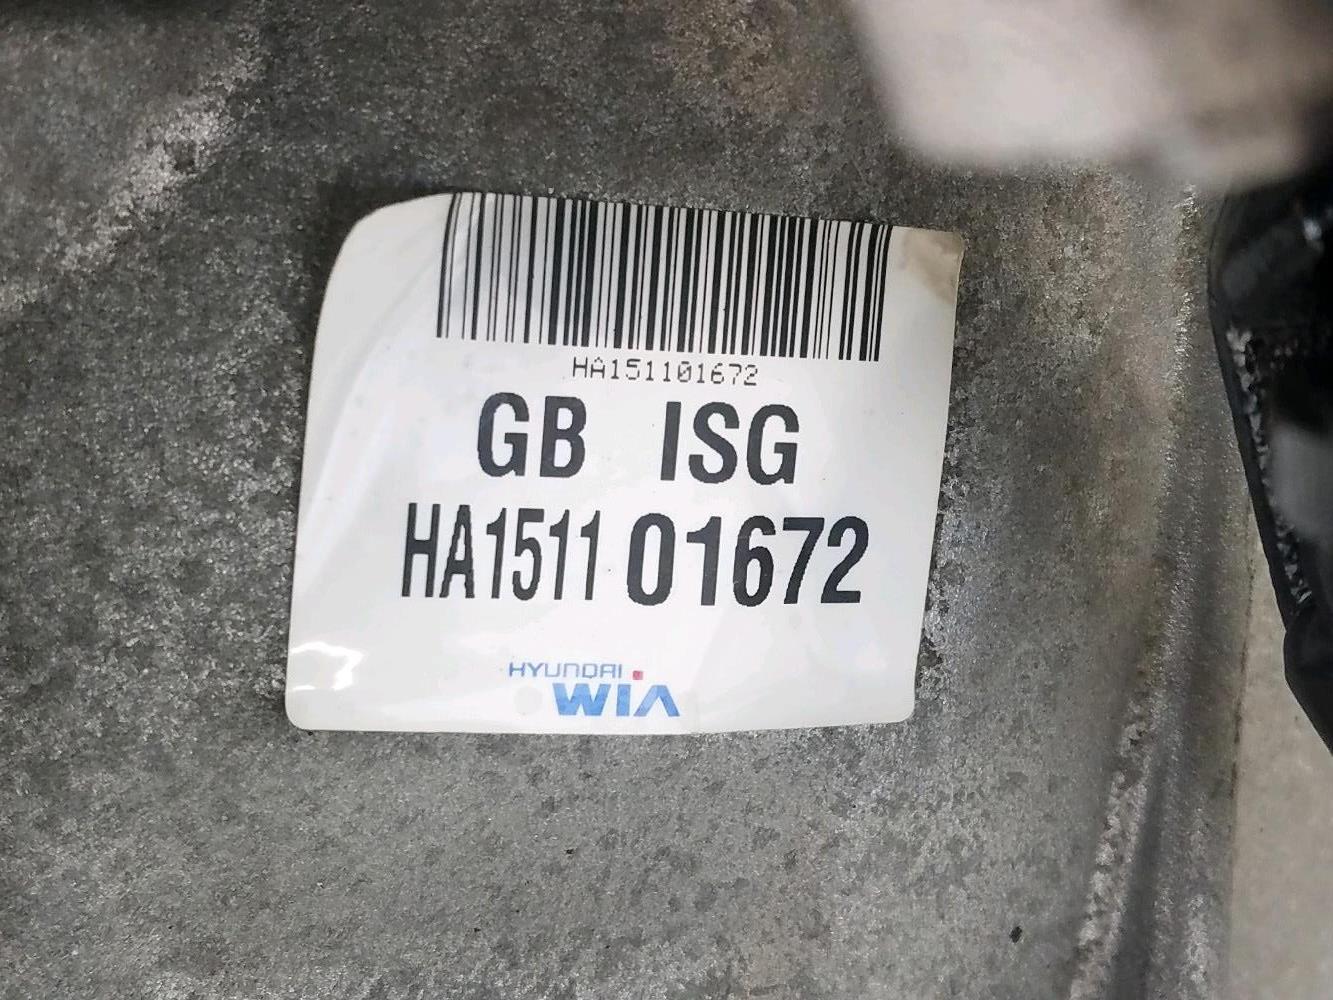 HA151101672
GB ISG
HA1511 01672
HYUNDAI
WIA